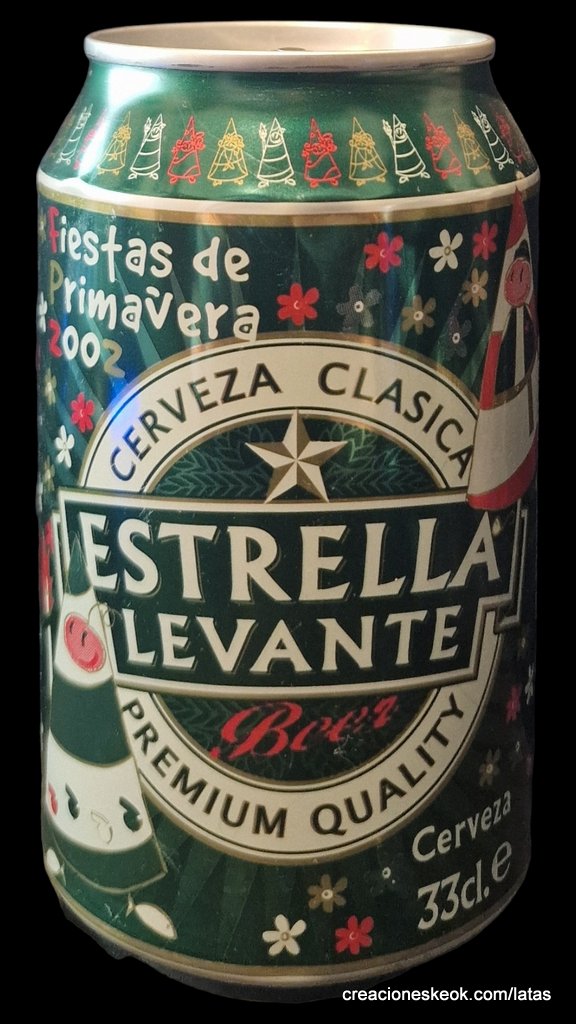 Fiestas de
Primavera
2002
CERVEZA CLASICA
ESTRELLA
LEVANTE
Beer
PREMIUM QUALITY
Cerveza
33cl. e
creacioneskeok.com/latas